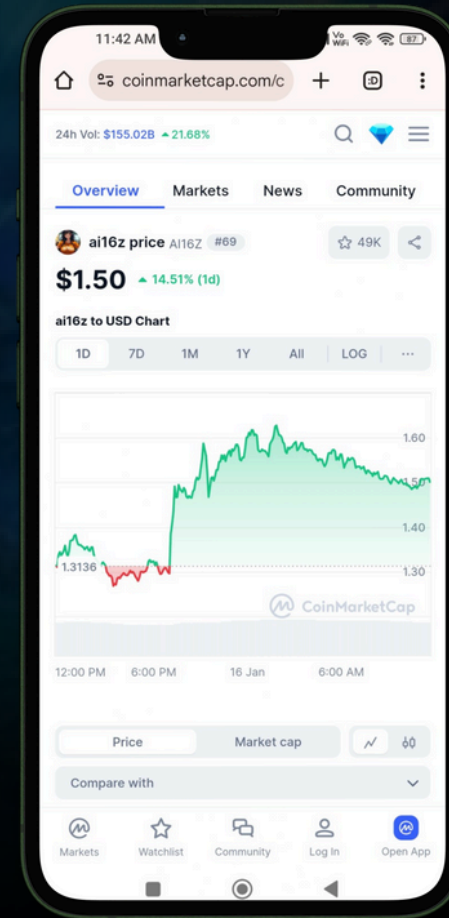 11:42 AM
Vo WiFi 87
coinmarketcap.com/c
:D
24h Vol: $155.02B 21.68%
Overview Markets News Community
ai16z price AI16Z #69 49K
$1.50 14.51% (1d)
ai16z to USD Chart
1D 7D 1M 1Y All LOG ...
1.60
1.50
1.40
1.3136
1.30
CoinMarketCap
12:00 PM 6:00 PM 16 Jan 6:00 AM
Price Market cap
Compare with
Markets Watchlist Community Log In Open App